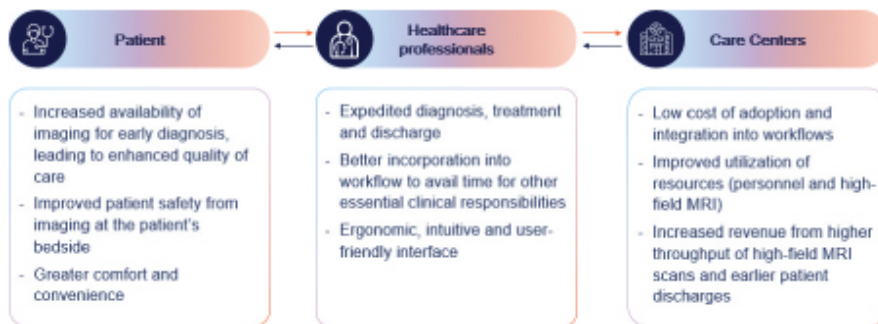 Patient
Healthcare
professionals
Care Centers
- Increased availability of
imaging for early diagnosis,
leading to enhanced quality of
care
- Improved patient safety from
imaging at the patient's
bedside
- Greater comfort and
convenience
- Expedited diagnosis, treatment
and discharge
- Better incorporation into
workflow to avail time for other
essential clinical responsibilities
- Ergonomic, intuitive and user-
friendly interface
- Low cost of adoption and
integration into workflows
- Improved utilization of
resources (personnel and high-
field MRI)
- Increased revenue from higher
throughput of high-field MRI
scans and earlier patient
discharges